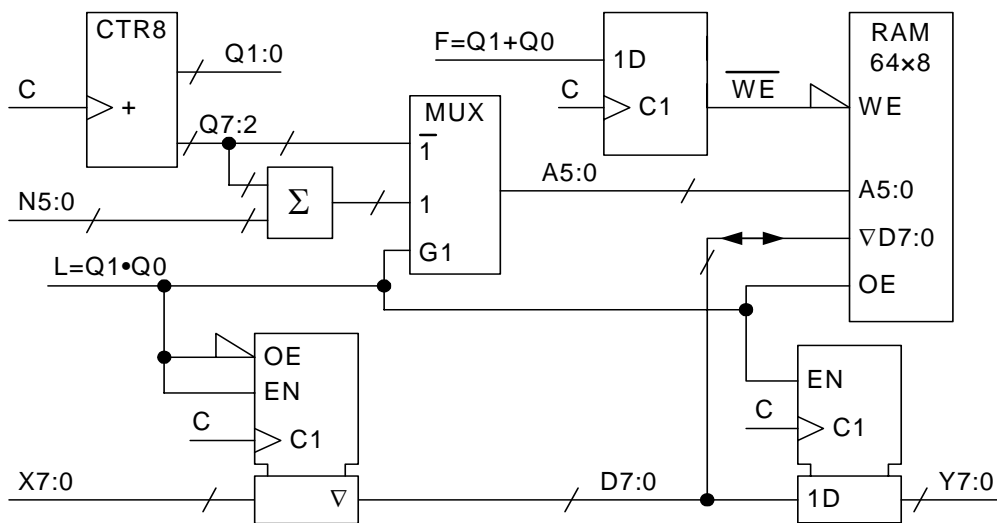 CTR8
Q1:0
C
+
Q7:2
N5:0
Σ
MUX
1̅
1
G1
F=Q1+Q0
1D
C
C1
W̅E̅
RAM
64×8
WE
A5:0
A5:0
∇D7:0
OE
L=Q1•Q0
OE
EN
C
C1
EN
C
C1
X7:0
∇
D7:0
1D
Y7:0